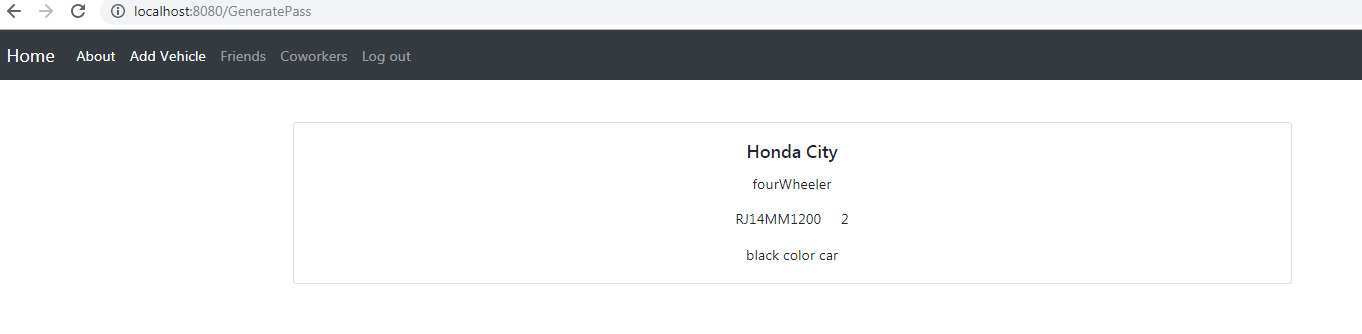 localhost:8080/GeneratePass
Home About Add Vehicle Friends Coworkers Log out
Honda City
fourWheeler
RJ14MM1200 2
black color car